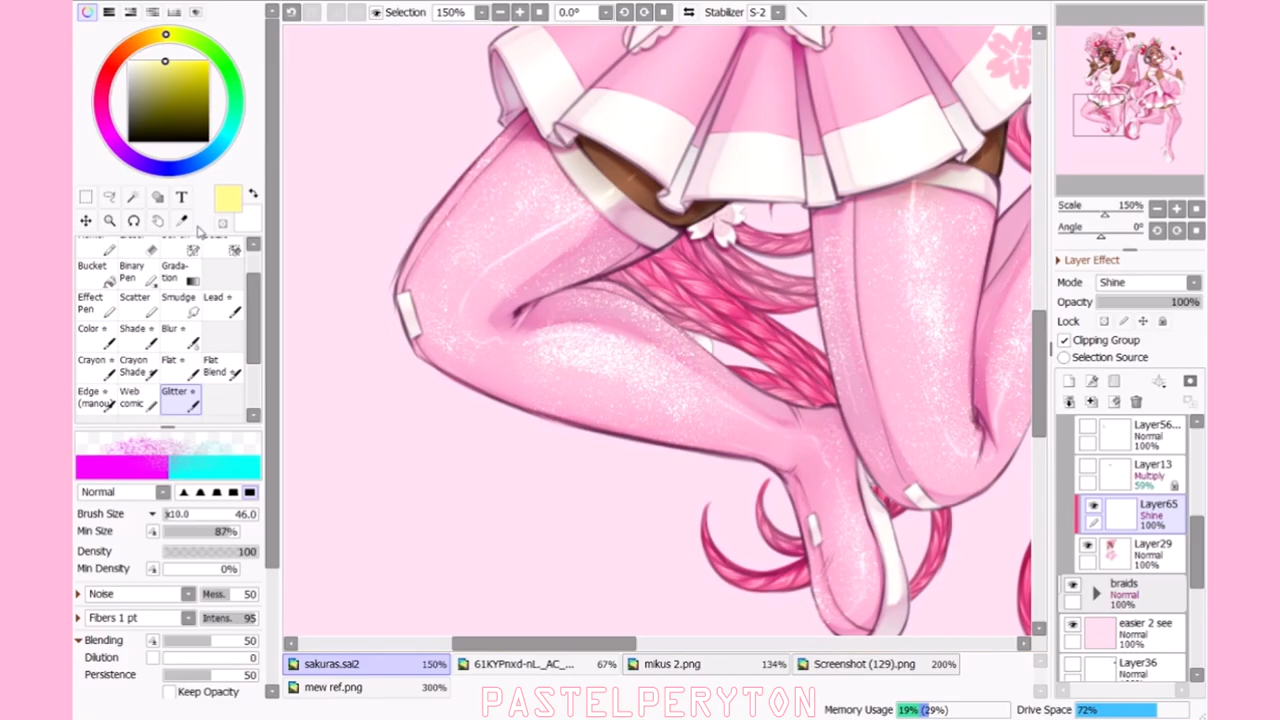 Selection 150% 0.0° Stabilizer S-2
T
Bucket Binary Pen Grada-tion
Effect Pen Scatter Smudge Lead
Color Shade Blur
Crayon Crayon Shade Flat Flat Blend
Edge (manou Web comic Glitter
Normal
Brush Size x10.0 46.0
Min Size 87%
Density 100
Min Density 0%
Noise Mess. 50
Fibers 1 pt Intens. 95
Blending 50
Dilution 0
Persistence 50
Keep Opacity
sakuras.sai2 150%
61KYPnxd-nL._AC_... 67%
mikus 2.png 134%
Screenshot (129).png 200%
mew ref.png 300%
PASTELPERYTON
Memory Usage 19% (29%)
Drive Space 72%
Scale 150%
Angle 0°
Layer Effect
Mode Shine
Opacity 100%
Lock
Clipping Group
Selection Source
Layer56...
Normal
100%
Layer13
Multiply
59%
Layer65
Shine
100%
Layer29
Normal
100%
braids
Normal
100%
easier 2 see
Normal
100%
Layer36